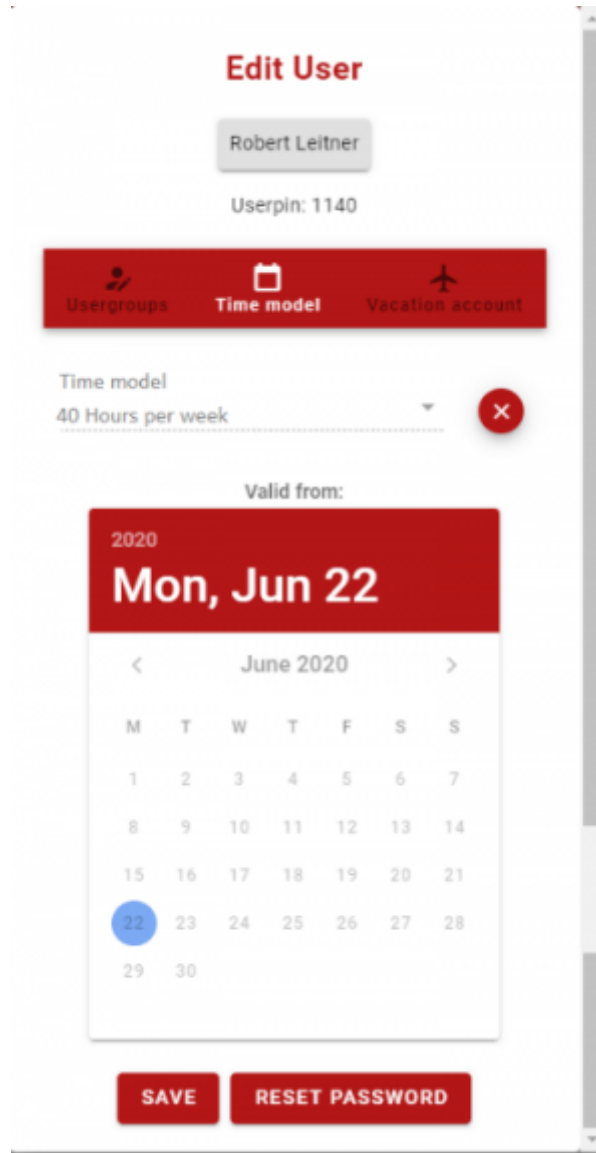 Edit User
Robert Leitner
Userpin: 1140
Usergroups Time model Vacation account
Time model
40 Hours per week
Valid from:
2020
Mon, Jun 22
June 2020
M T W T F S S
1 2 3 4 5 6 7
8 9 10 11 12 13 14
15 16 17 18 19 20 21
22 23 24 25 26 27 28
29 30
SAVE RESET PASSWORD